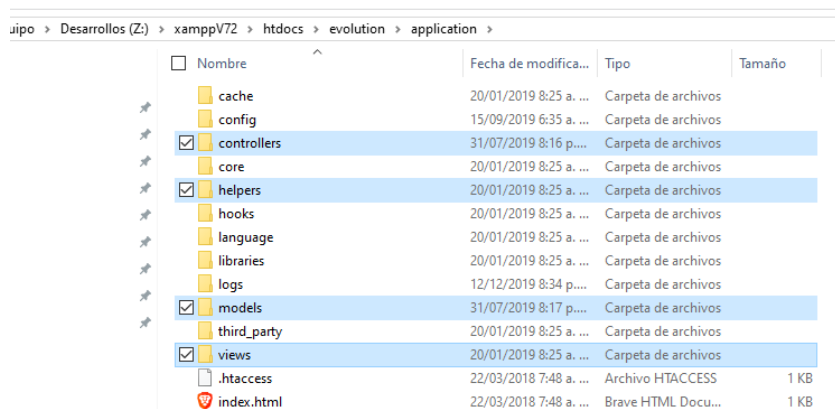 uipo > Desarrollos (Z:) > xamppV72 > htdocs > evolution > application >
Nombre Fecha de modifica... Tipo Tamaño
cache 20/01/2019 8:25 a. ... Carpeta de archivos
config 15/09/2019 6:35 a. ... Carpeta de archivos
controllers 31/07/2019 8:16 p.... Carpeta de archivos
core 20/01/2019 8:25 a. ... Carpeta de archivos
helpers 20/01/2019 8:25 a. ... Carpeta de archivos
hooks 20/01/2019 8:25 a. ... Carpeta de archivos
language 20/01/2019 8:25 a. ... Carpeta de archivos
libraries 20/01/2019 8:25 a. ... Carpeta de archivos
logs 12/12/2019 8:34 p.... Carpeta de archivos
models 31/07/2019 8:17 p.... Carpeta de archivos
third_party 20/01/2019 8:25 a. ... Carpeta de archivos
views 20/01/2019 8:25 a. ... Carpeta de archivos
.htaccess 22/03/2018 7:48 a. ... Archivo HTACCESS 1 KB
index.html 22/03/2018 7:48 a. ... Brave HTML Docu... 1 KB